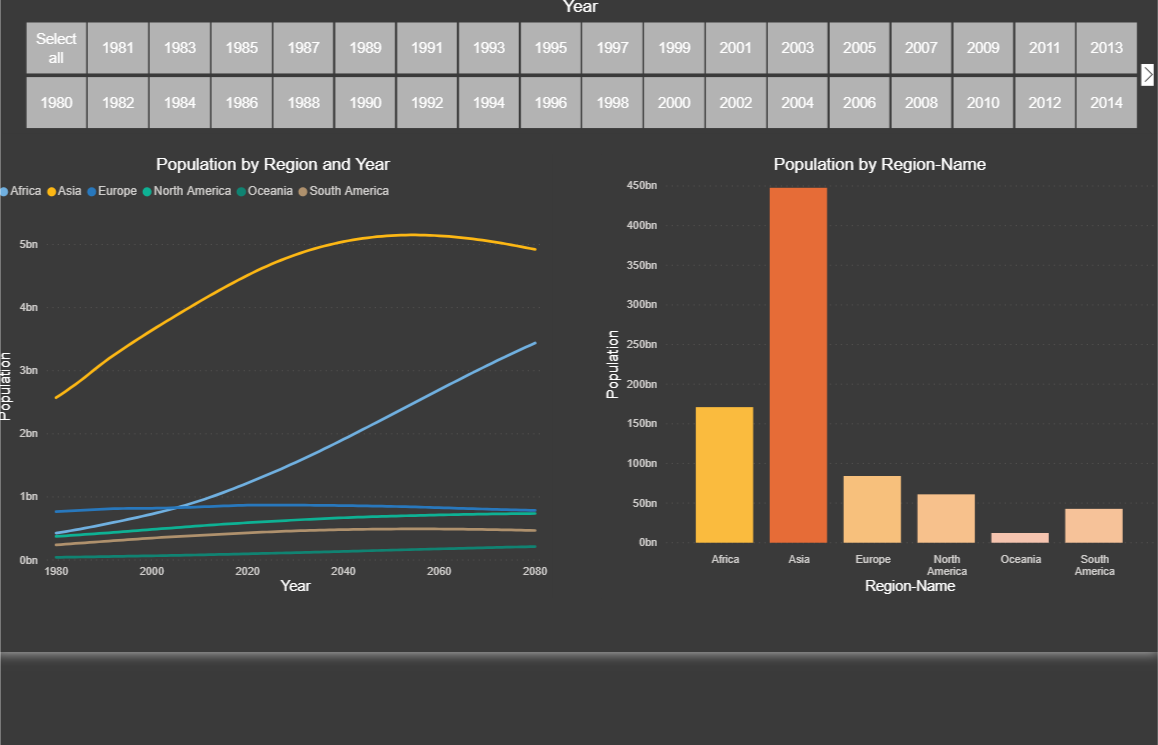 Year
Select all 1981 1983 1985 1987 1989 1991 1993 1995 1997 1999 2001 2003 2005 2007 2009 2011 2013
1980 1982 1984 1986 1988 1990 1992 1994 1996 1998 2000 2002 2004 2006 2008 2010 2012 2014
Population by Region and Year
Africa Asia Europe North America Oceania South America
5bn
4bn
3bn
2bn
1bn
0bn
Population
1980 2000 2020 2040 2060 2080
Year
Population by Region-Name
450bn
400bn
350bn
300bn
250bn
200bn
150bn
100bn
50bn
0bn
Population
Africa Asia Europe North America Oceania South America
Region-Name